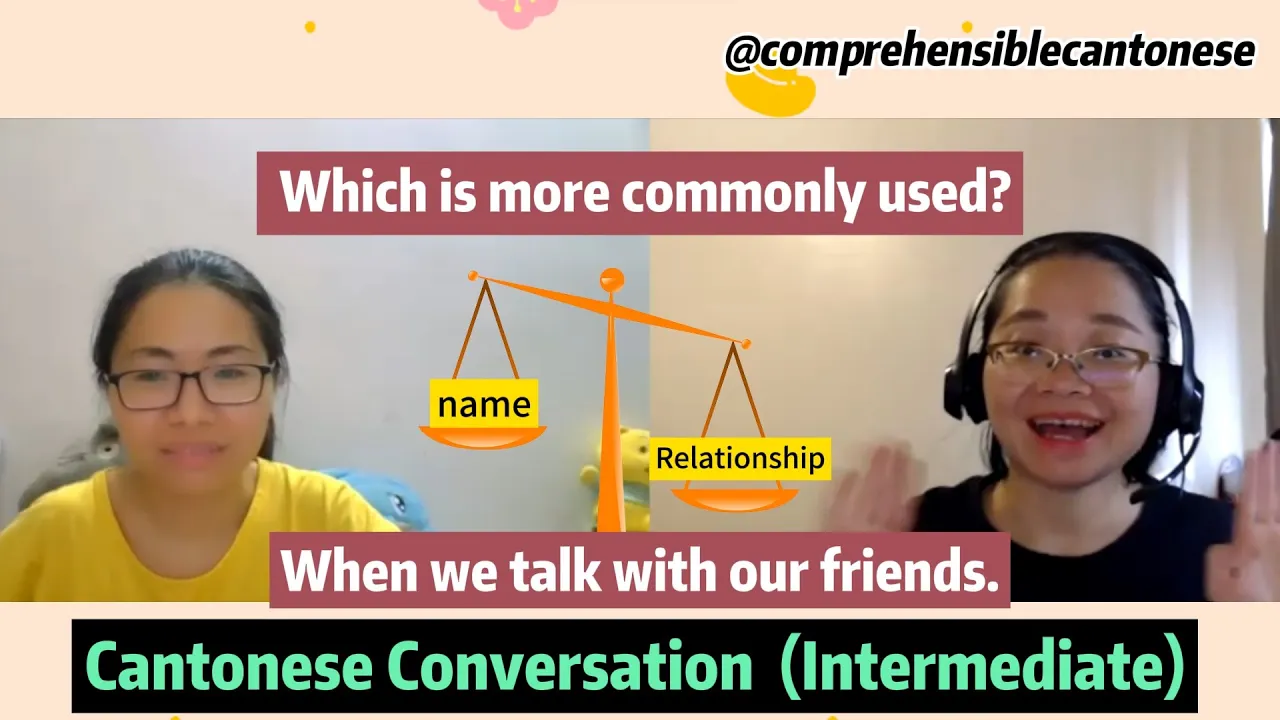 @comprehensiblecantonese
Which is more commonly used?
name
Relationship
When we talk with our friends.
Cantonese Conversation (Intermediate)